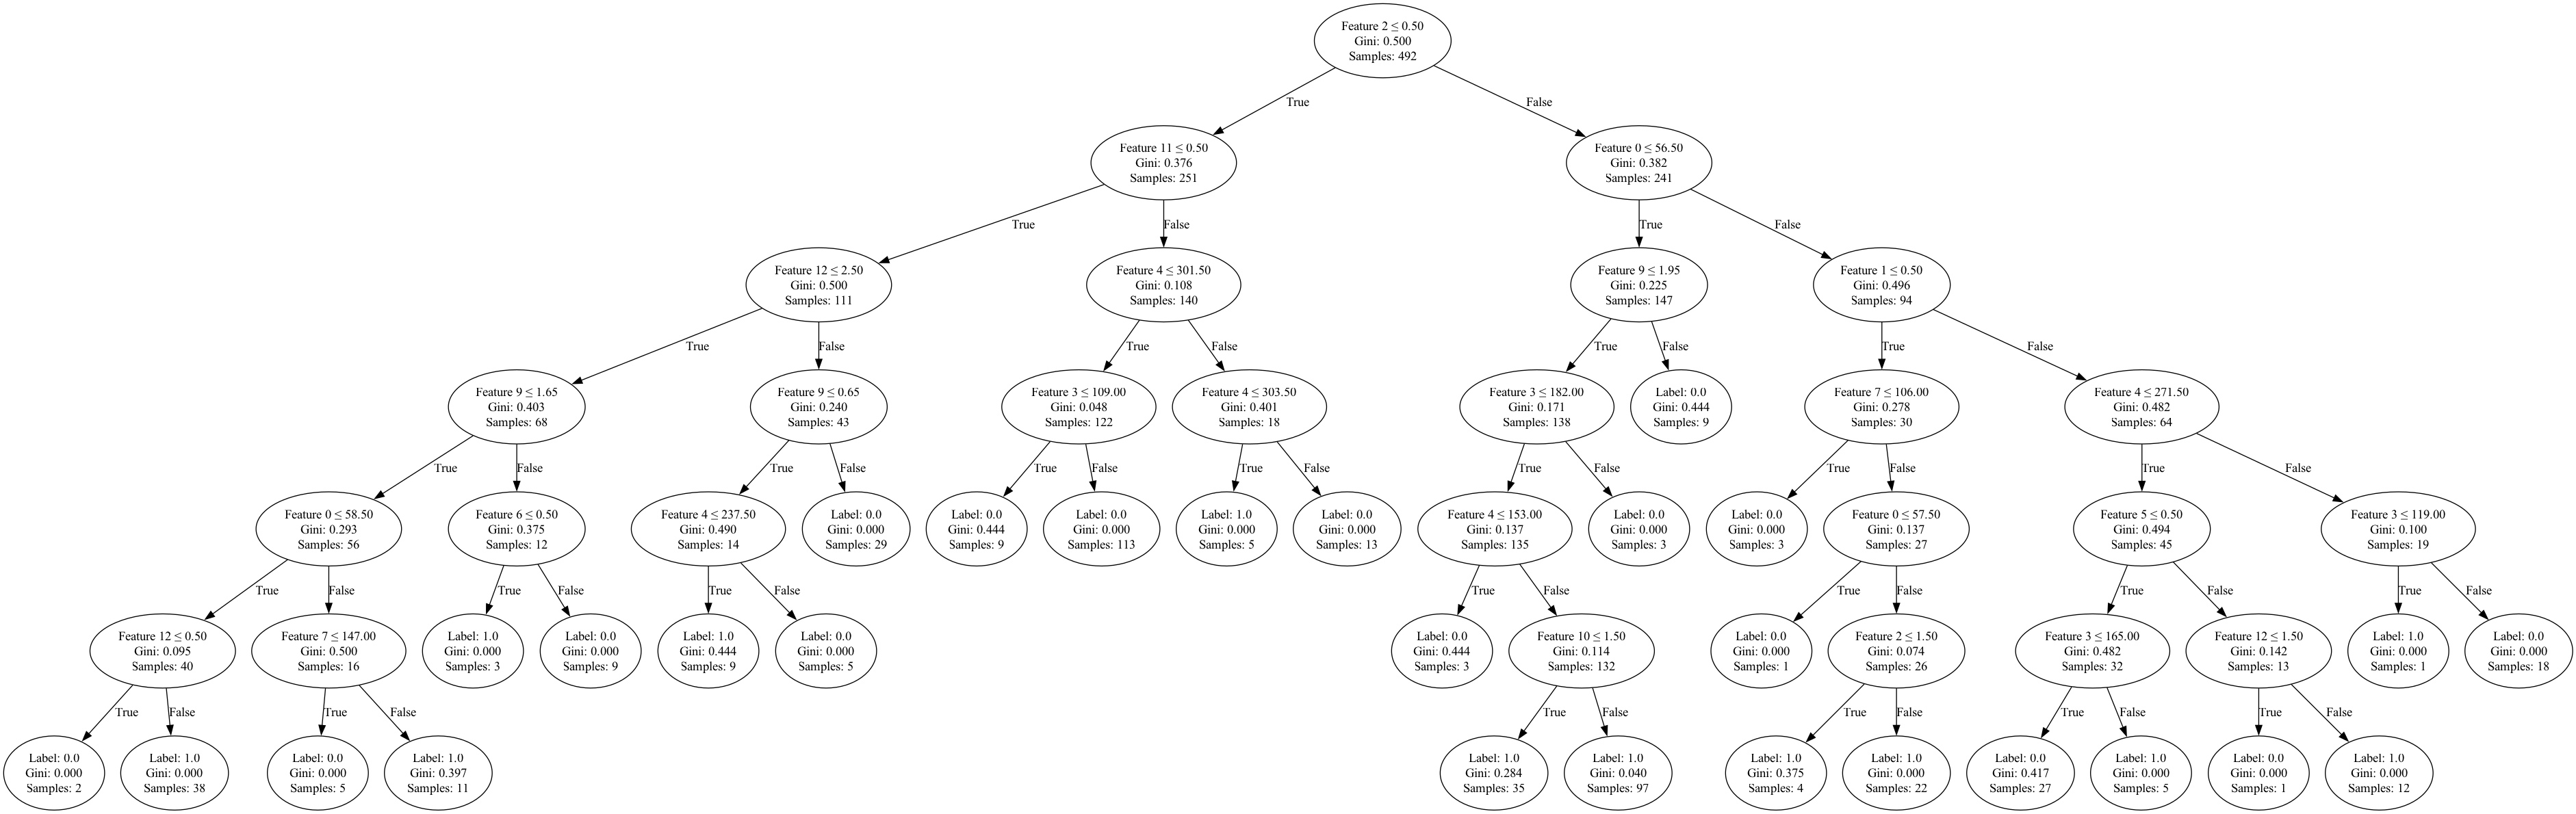 Feature 2 ≤ 0.50
Gini: 0.500
Samples: 492
True
False
Feature 11 ≤ 0.50
Gini: 0.376
Samples: 251
Feature 0 ≤ 56.50
Gini: 0.382
Samples: 241
True
False
True
False
Feature 12 ≤ 2.50
Gini: 0.500
Samples: 111
Feature 4 ≤ 301.50
Gini: 0.108
Samples: 140
Feature 9 ≤ 1.95
Gini: 0.225
Samples: 147
Feature 1 ≤ 0.50
Gini: 0.496
Samples: 94
True
False
True
False
True
False
True
False
Feature 9 ≤ 1.65
Gini: 0.403
Samples: 68
Feature 9 ≤ 0.65
Gini: 0.240
Samples: 43
Feature 3 ≤ 109.00
Gini: 0.048
Samples: 122
Feature 4 ≤ 303.50
Gini: 0.401
Samples: 18
Feature 3 ≤ 182.00
Gini: 0.171
Samples: 138
Label: 0.0
Gini: 0.444
Samples: 9
Feature 7 ≤ 106.00
Gini: 0.278
Samples: 30
Feature 4 ≤ 271.50
Gini: 0.482
Samples: 64
True
False
True
False
True
False
True
False
True
False
True
False
True
False
Feature 0 ≤ 58.50
Gini: 0.293
Samples: 56
Feature 6 ≤ 0.50
Gini: 0.375
Samples: 12
Feature 4 ≤ 237.50
Gini: 0.490
Samples: 14
Label: 0.0
Gini: 0.000
Samples: 29
Label: 0.0
Gini: 0.444
Samples: 9
Label: 0.0
Gini: 0.000
Samples: 113
Label: 1.0
Gini: 0.000
Samples: 5
Label: 0.0
Gini: 0.000
Samples: 13
Feature 4 ≤ 153.00
Gini: 0.137
Samples: 135
Label: 0.0
Gini: 0.000
Samples: 3
Label: 0.0
Gini: 0.000
Samples: 3
Feature 0 ≤ 57.50
Gini: 0.137
Samples: 27
Feature 5 ≤ 0.50
Gini: 0.494
Samples: 45
Feature 3 ≤ 119.00
Gini: 0.100
Samples: 19
True
False
True
False
True
False
True
False
True
False
True
False
True
False
Feature 12 ≤ 0.50
Gini: 0.095
Samples: 40
Feature 7 ≤ 147.00
Gini: 0.500
Samples: 16
Label: 1.0
Gini: 0.000
Samples: 3
Label: 0.0
Gini: 0.000
Samples: 9
Label: 1.0
Gini: 0.444
Samples: 9
Label: 0.0
Gini: 0.000
Samples: 5
Label: 0.0
Gini: 0.444
Samples: 3
Feature 10 ≤ 1.50
Gini: 0.114
Samples: 132
Label: 0.0
Gini: 0.000
Samples: 1
Feature 2 ≤ 1.50
Gini: 0.074
Samples: 26
Feature 3 ≤ 165.00
Gini: 0.482
Samples: 32
Feature 12 ≤ 1.50
Gini: 0.142
Samples: 13
Label: 1.0
Gini: 0.000
Samples: 1
Label: 0.0
Gini: 0.000
Samples: 18
True
False
True
False
True
False
True
False
True
False
True
False
Label: 0.0
Gini: 0.000
Samples: 2
Label: 1.0
Gini: 0.000
Samples: 38
Label: 0.0
Gini: 0.000
Samples: 5
Label: 1.0
Gini: 0.397
Samples: 11
Label: 1.0
Gini: 0.284
Samples: 35
Label: 1.0
Gini: 0.040
Samples: 97
Label: 1.0
Gini: 0.375
Samples: 4
Label: 1.0
Gini: 0.000
Samples: 22
Label: 0.0
Gini: 0.417
Samples: 27
Label: 1.0
Gini: 0.000
Samples: 5
Label: 0.0
Gini: 0.000
Samples: 1
Label: 1.0
Gini: 0.000
Samples: 12